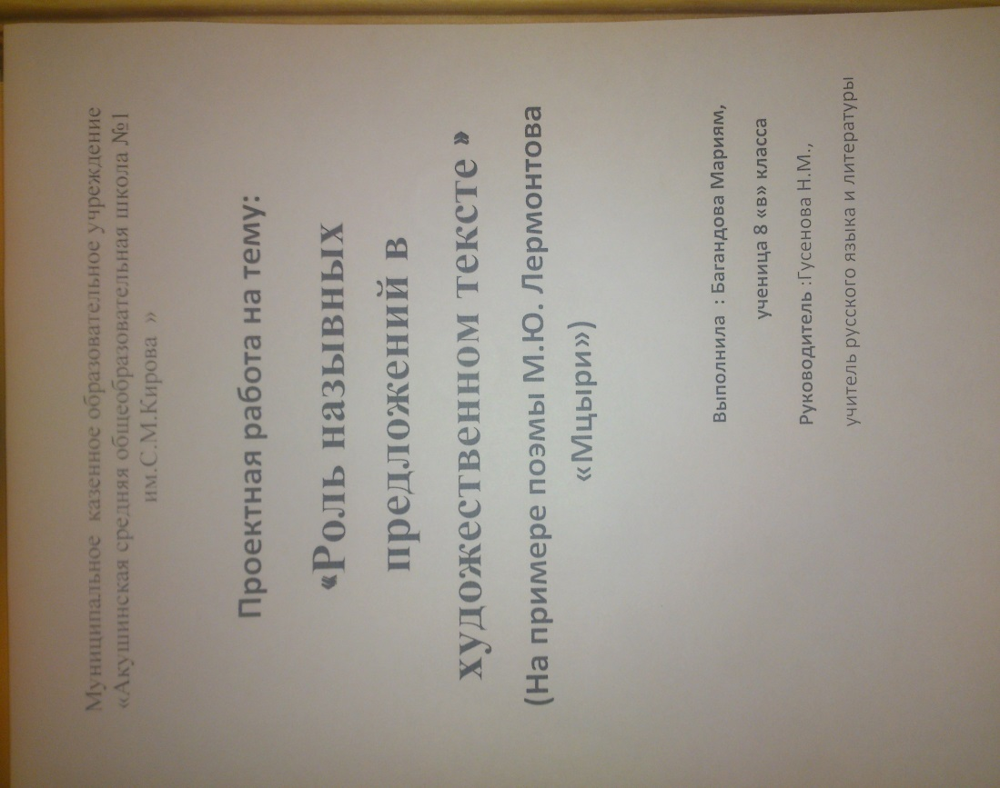 Муниципальное казенное образовательное учреждение
«Акушинская средняя общеобразовательная школа №1
им.С.М.Кирова »
Проектная работа на тему:
«Роль назывных
предложений в
художественном тексте »
(На примере поэмы М.Ю. Лермонтова
«Мцыри»)
Выполнила : Багандова Мариям,
ученица 8 «в» класса
Руководитель :Гусенова Н.М.,
учитель русского языка и литературы